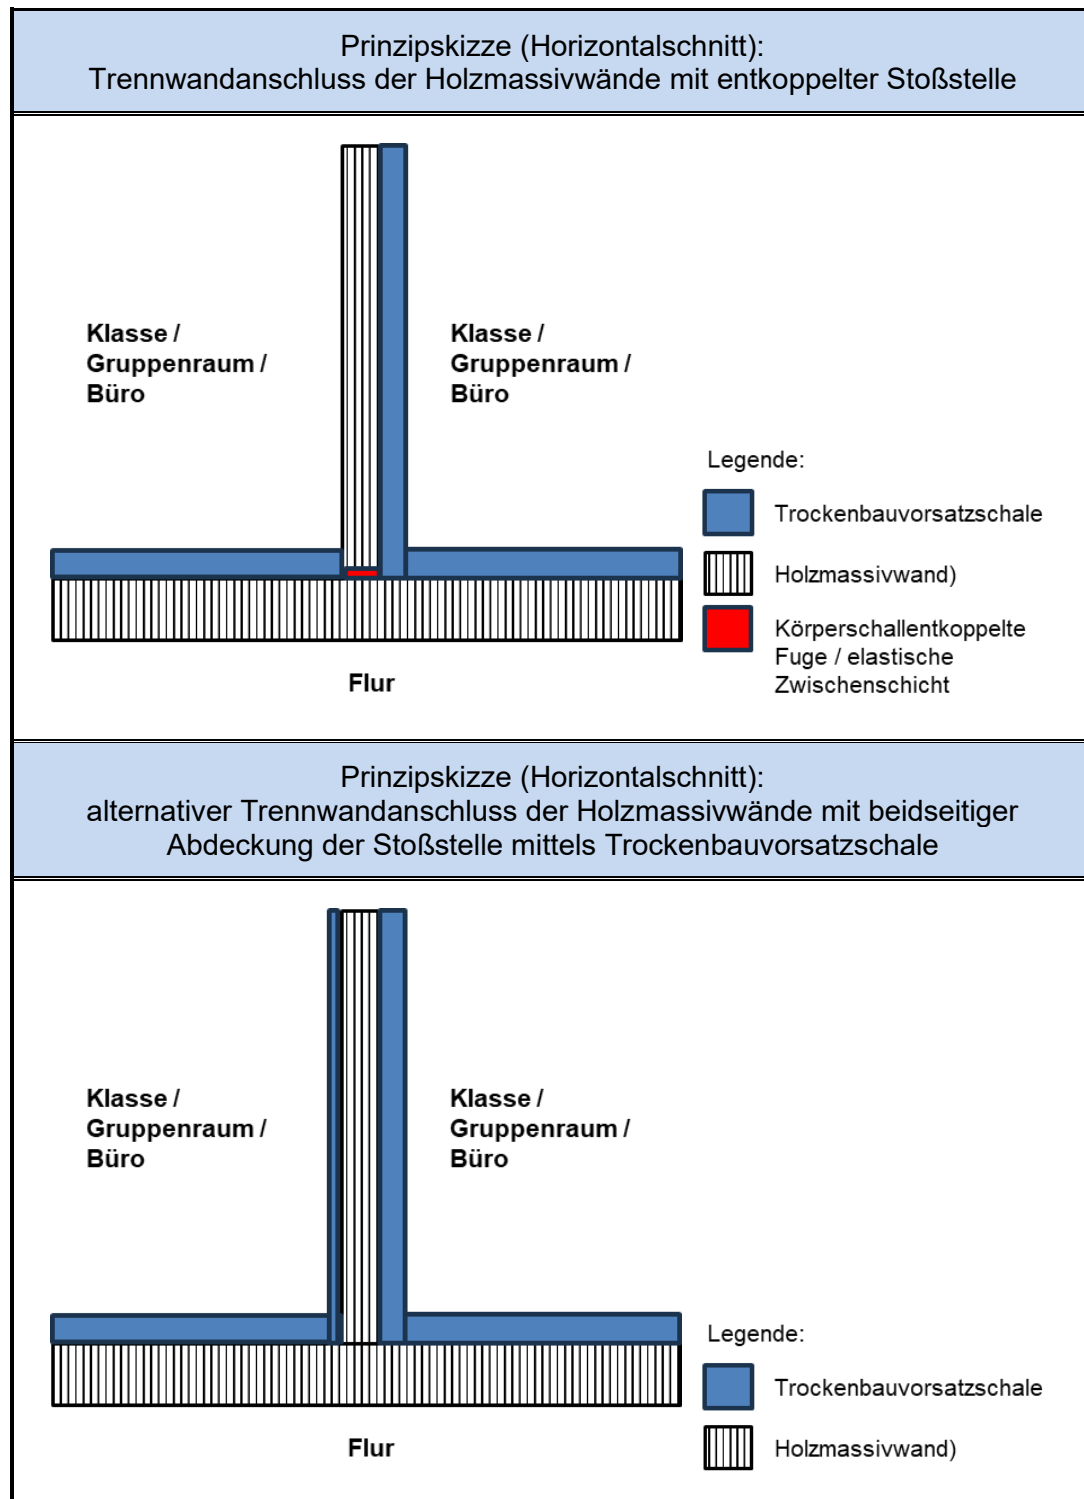 Prinzipskizze (Horizontalschnitt):
Trennwandanschluss der Holzmassivwände mit entkoppelter Stoßstelle
Klasse /
Gruppenraum /
Büro
Klasse /
Gruppenraum /
Büro
Legende:
Trockenbauvorsatzschale
Holzmassivwand)
Körperschallentkoppelte
Fuge / elastische
Zwischenschicht
Flur
Prinzipskizze (Horizontalschnitt):
alternativer Trennwandanschluss der Holzmassivwände mit beidseitiger
Abdeckung der Stoßstelle mittels Trockenbauvorsatzschale
Klasse /
Gruppenraum /
Büro
Klasse /
Gruppenraum /
Büro
Legende:
Trockenbauvorsatzschale
Holzmassivwand)
Flur